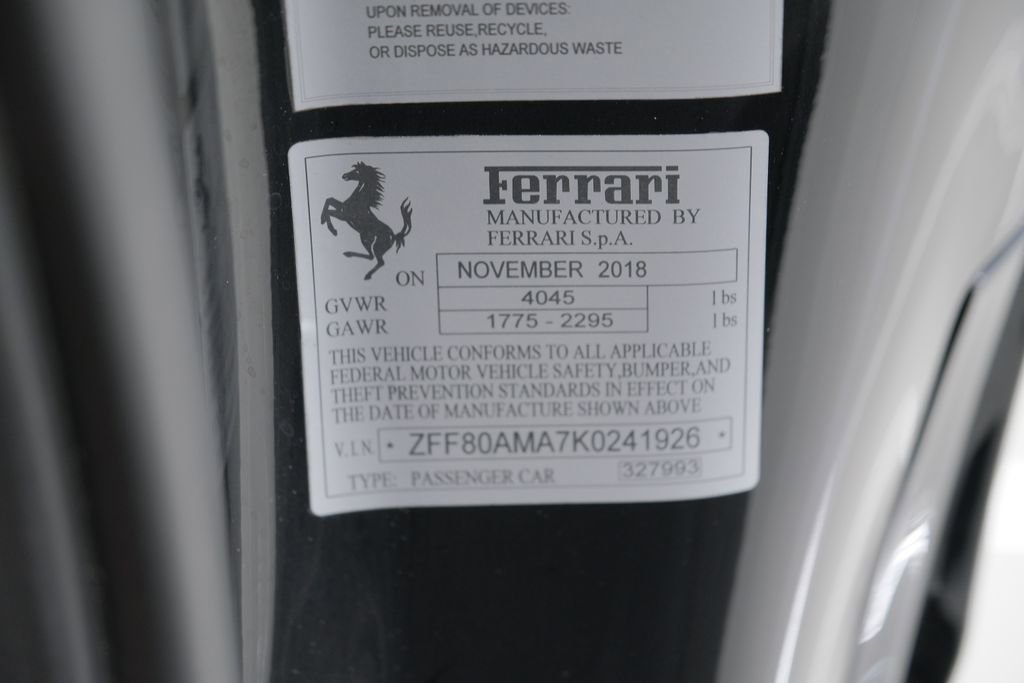 UPON REMOVAL OF DEVICES:
PLEASE REUSE,RECYCLE,
OR DISPOSE AS HAZARDOUS WASTE
Ferrari
MANUFACTURED BY
FERRARI S.p.A.
ON NOVEMBER 2018
GVWR 4045 lbs
GAWR 1775 - 2295 lbs
THIS VEHICLE CONFORMS TO ALL APPLICABLE
FEDERAL MOTOR VEHICLE SAFETY,BUMPER,AND
THEFT PREVENTION STANDARDS IN EFFECT ON
THE DATE OF MANUFACTURE SHOWN ABOVE
V.I.N. * ZFF80AMA7K0241926 *
TYPE: PASSENGER CAR 327993